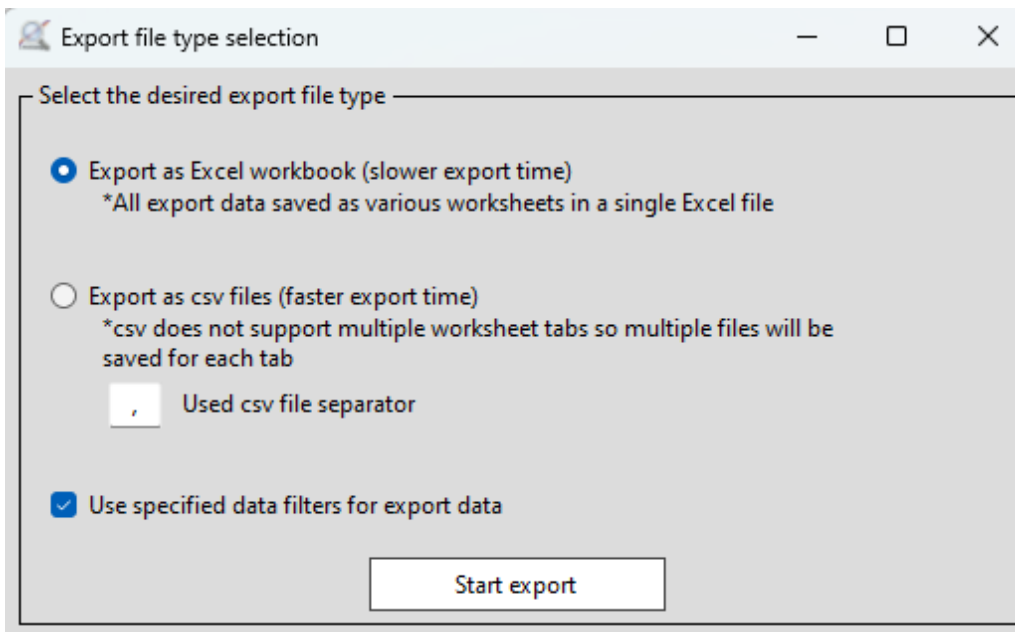 Export file type selection
Select the desired export file type
Export as Excel workbook (slower export time)
*All export data saved as various worksheets in a single Excel file
Export as csv files (faster export time)
*csv does not support multiple worksheet tabs so multiple files will be
saved for each tab
, Used csv file separator
Use specified data filters for export data
Start export